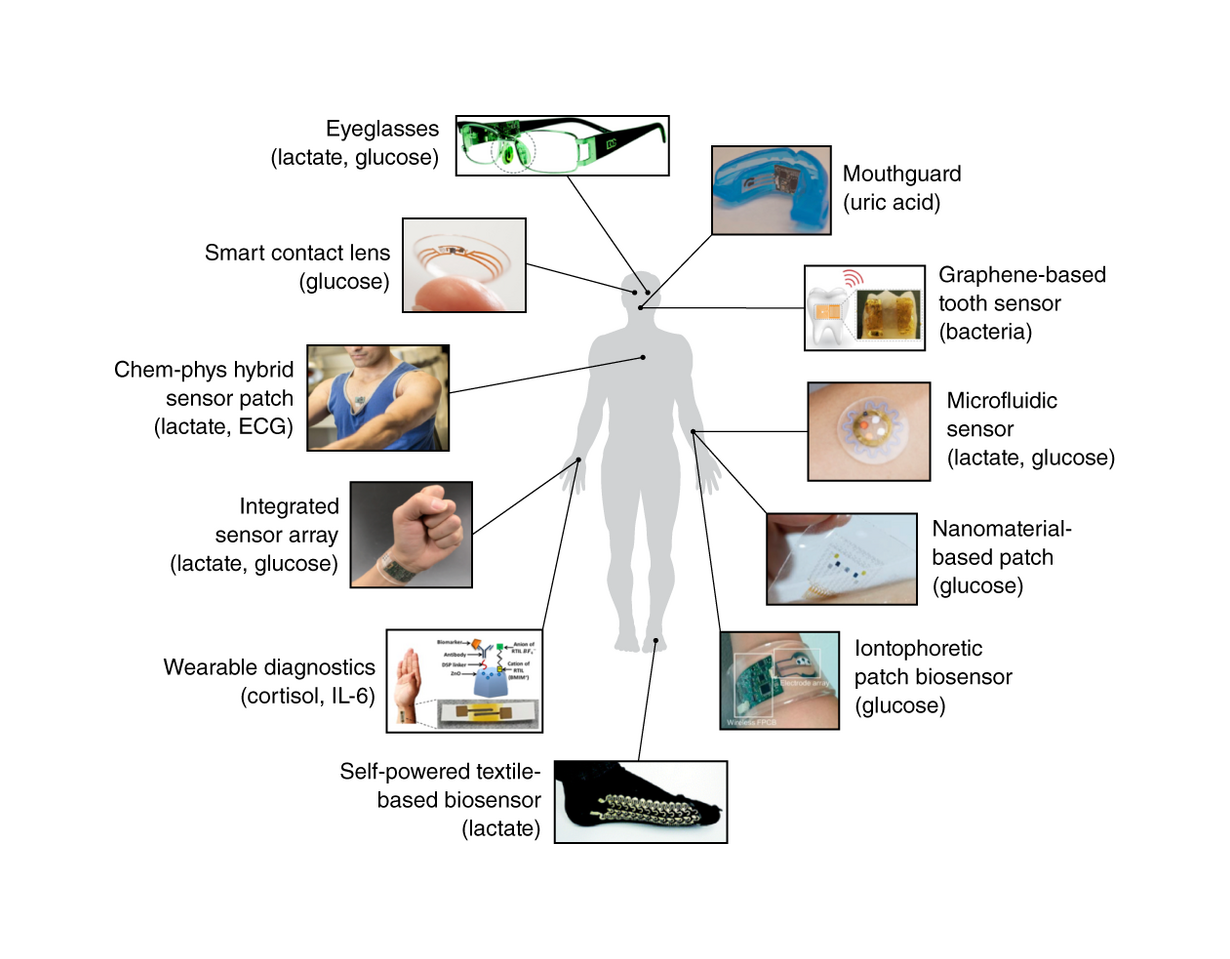 Eyeglasses
(lactate, glucose)
Mouthguard
(uric acid)
Smart contact lens
(glucose)
Graphene-based
tooth sensor
(bacteria)
Chem-phys hybrid
sensor patch
(lactate, ECG)
Microfluidic
sensor
(lactate, glucose)
Integrated
sensor array
(lactate, glucose)
Nanomaterial-
based patch
(glucose)
Wearable diagnostics
(cortisol, IL-6)
Biomarker
Antibody
DSP linker
ZnO
Anion of
RTIL BF₄⁻
Cation of
RTIL
(BMIM⁺)
Iontophoretic
patch biosensor
(glucose)
Electrode array
Wireless FPCB
Self-powered textile-
based biosensor
(lactate)